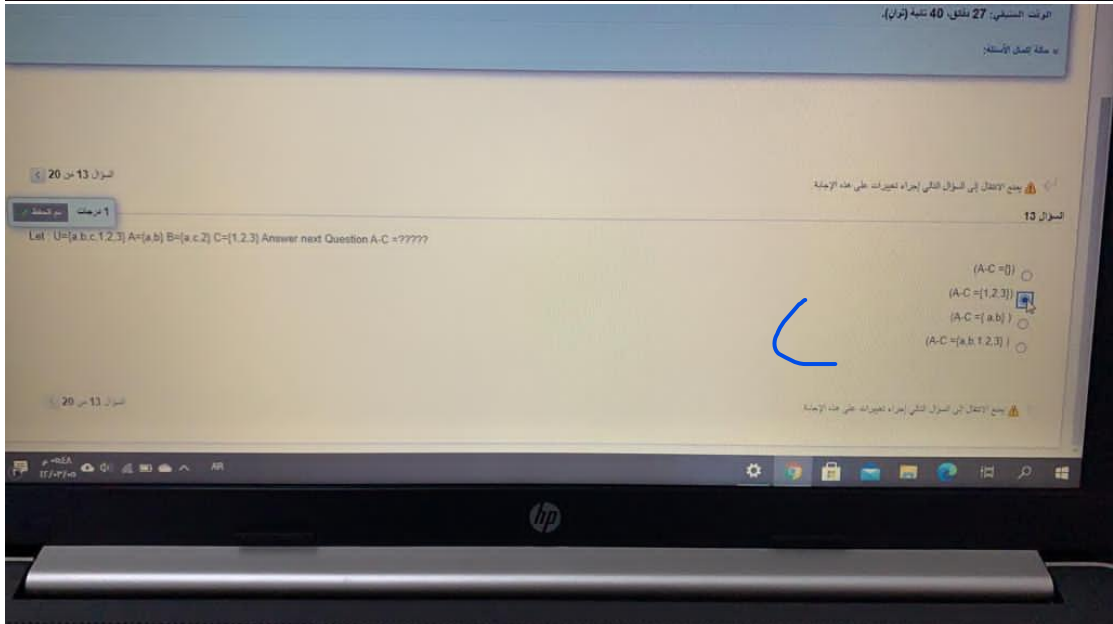 الوقت المتبقي: 27 دقائق، 40 ثانية (ثوان).
حالة إكمال الأسئلة:
السؤال 13 من 20
يمنع الانتقال إلى السؤال التالي إجراء تغييرات على هذه الإجابة
السؤال 13
1 درجات
Let : U={a.b.c.1.2.3} A={a,b} B={a.c.2} C={1.2.3} Answer next Question A-C =?????
(A-C ={})
(A-C ={1,2,3})
(A-C ={ a,b} )
(A-C ={a,b,1,2,3} )
السؤال 13 من 20
يمنع الانتقال إلى السؤال التالي إجراء تغييرات على هذه الإجابة
hp